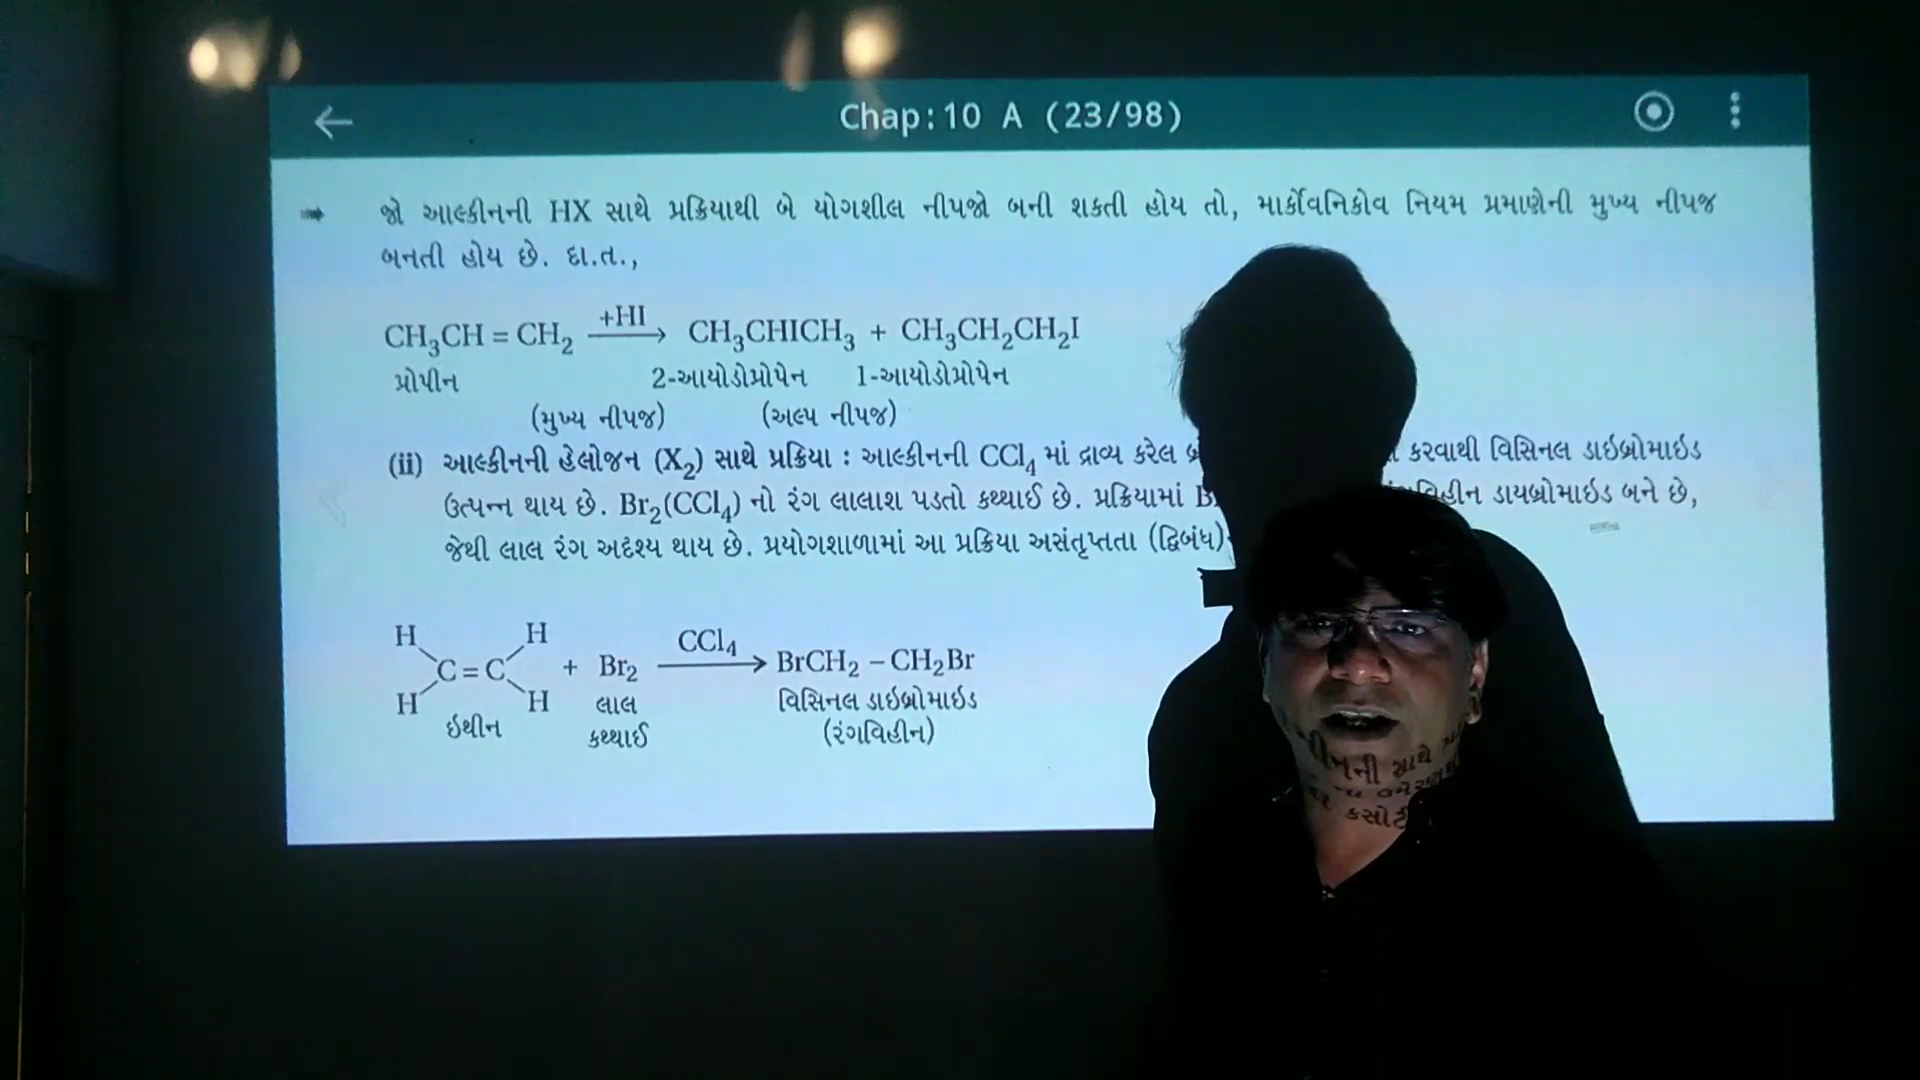 Chap:10 A (23/98)
જો આલ્કીનની HX સાથે પ્રક્રિયાથી બે યોગશીલ નીપજો બની શકતી હોય તો, માર્કોવનિકોવ નિયમ પ્રમાણેની મુખ્ય નીપજ
બનતી હોય છે. દા.ત.,
CH₃CH = CH₂ +HI → CH₃CHICH₃ + CH₃CH₂CH₂I
પ્રોપીન 2-આયોડોપ્રોપેન 1-આયોડોપ્રોપેન
(મુખ્ય નીપજ) (અલ્પ નીપજ)
(ii) આલ્કીનની હેલોજન (X₂) સાથે પ્રક્રિયા : આલ્કીનની CCl₄ માં દ્રાવ્ય કરેલ કરવાથી વિસિનલ ડાઇબ્રોમાઇડ
ઉત્પન્ન થાય છે. Br₂(CCl₄) નો રંગ લાલાશ પડતો કથ્થાઈ છે. પ્રક્રિયામાં ડાયબ્રોમાઇડ બને છે,
જેથી લાલ રંગ અદૃશ્ય થાય છે. પ્રયોગશાળામાં આ પ્રક્રિયા અસંતૃપ્તતા (દ્વિબંધ)
H H
C = C + Br₂ CCl₄ → BrCH₂ – CH₂Br
H H
ઇથીન લાલ કથ્થાઈ વિસિનલ ડાઇબ્રોમાઇડ
(રંગવિહીન)
સાથે